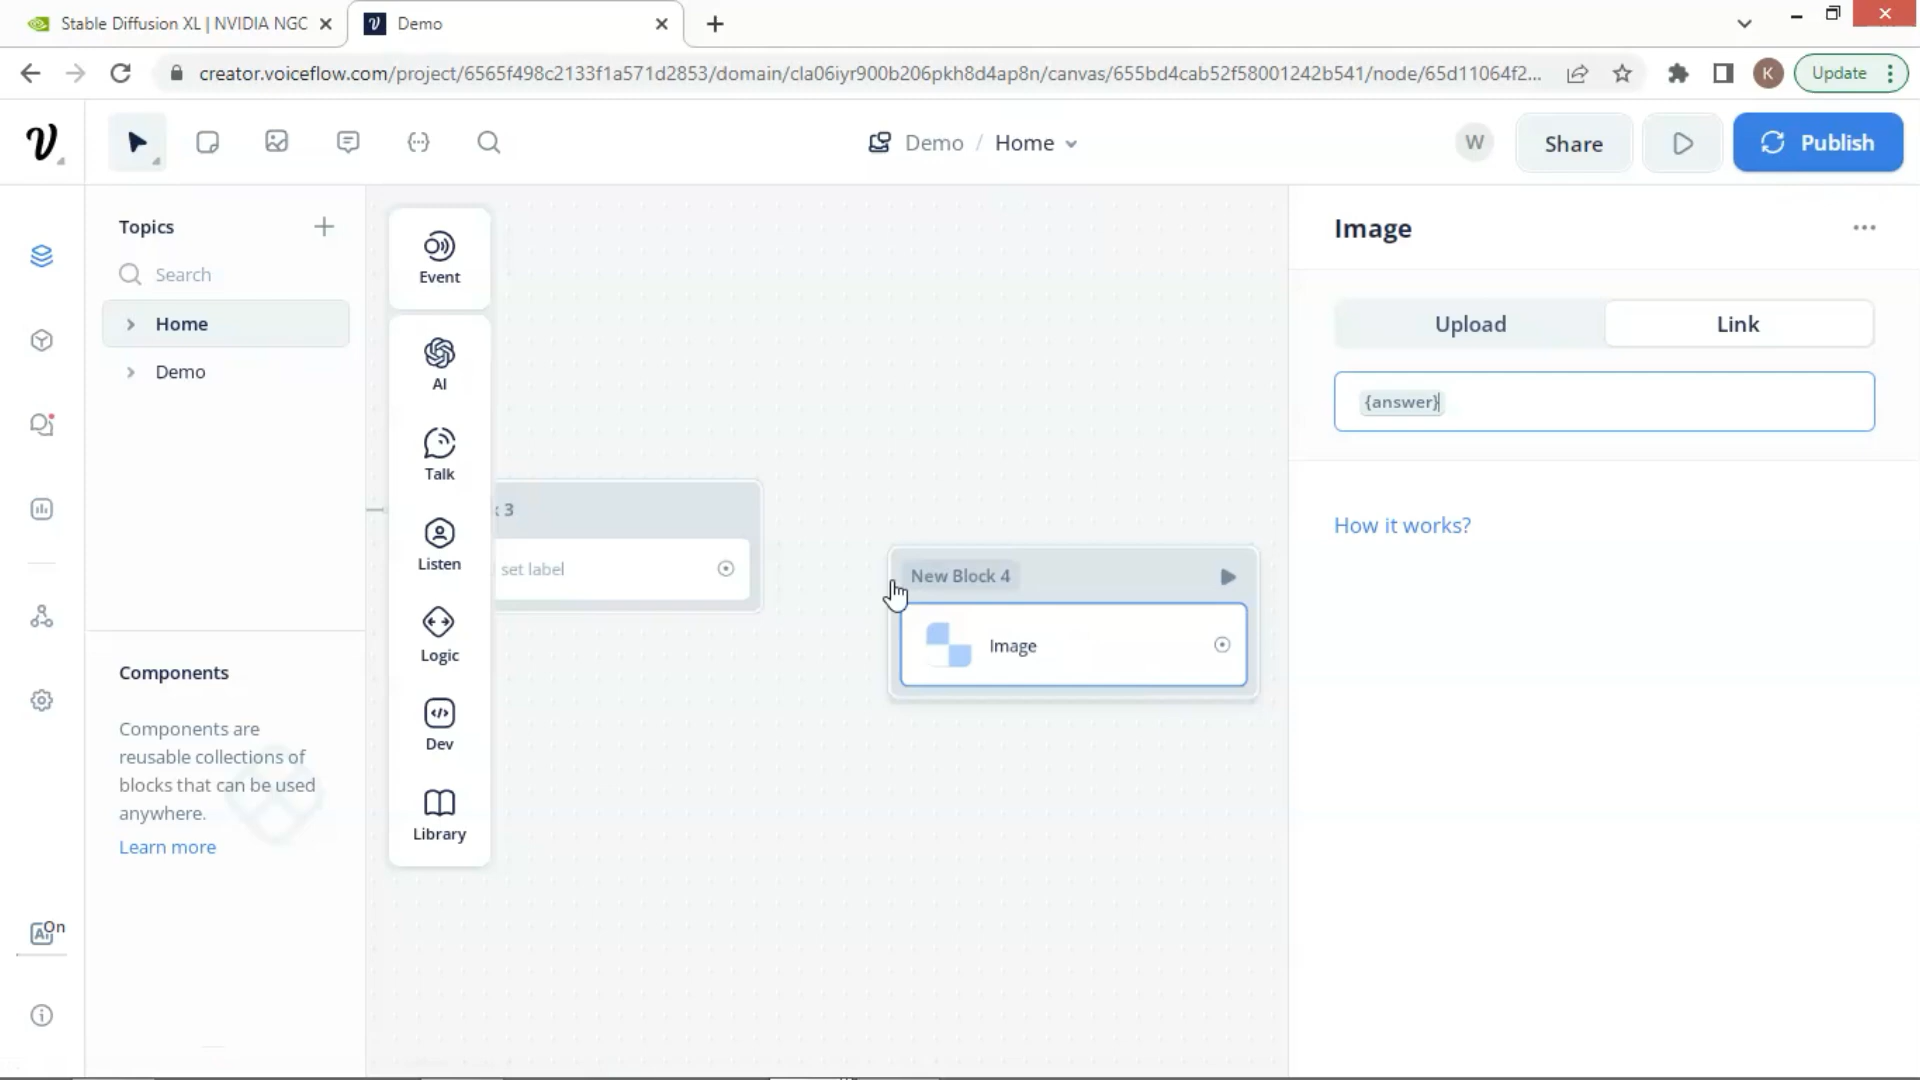 Stable Diffusion XL | NVIDIA NGC
Demo
creator.voiceflow.com/project/6565f498c2133f1a571d2853/domain/cla06iyr900b206pkh8d4ap8n/canvas/655bd4cab52f58001242b541/node/65d11064f2...
K
Update
Demo / Home
W
Share
Publish
Topics
Search
Home
Demo
Components
Components are
reusable collections of
blocks that can be used
anywhere.
Learn more
On
Event
AI
Talk
Listen
Logic
Dev
Library
3
set label
New Block 4
Image
Image
Upload
Link
{answer}
How it works?